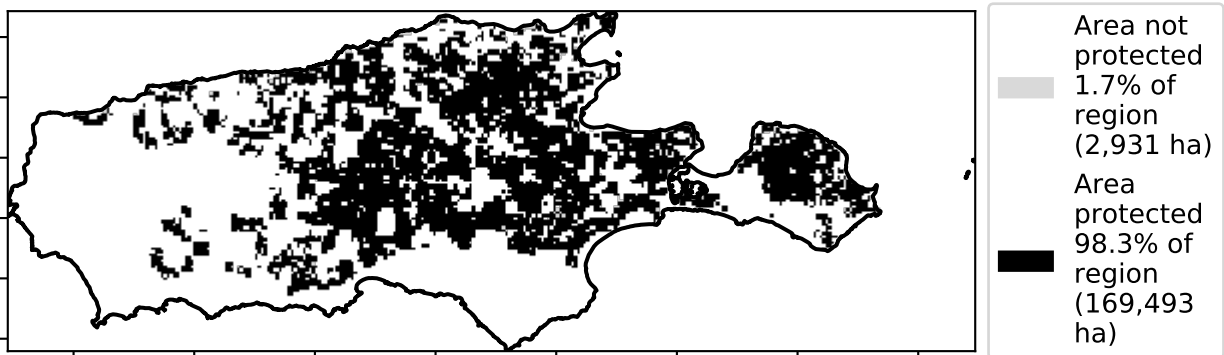 Area not
protected
1.7% of
region
(2,931 ha)
Area
protected
98.3% of
region
(169,493
ha)